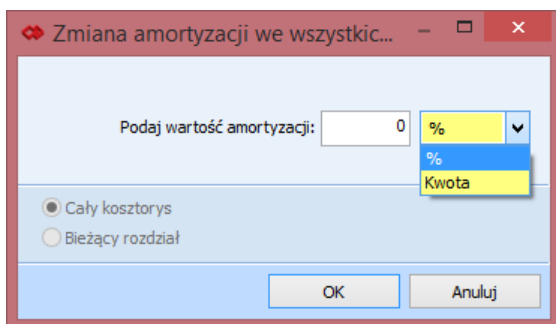 Zmiana amortyzacji we wszystkic...
Podaj wartość amortyzacji: 0 %
%
Kwota
Cały kosztorys
Bieżący rozdział
OK Anuluj